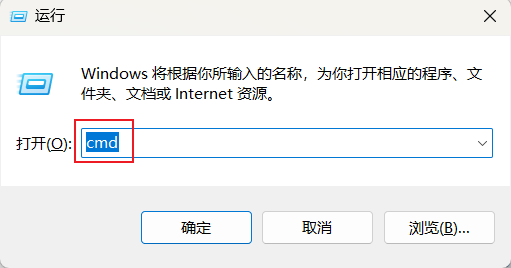 运行
Windows 将根据你所输入的名称，为你打开相应的程序、文
件夹、文档或 Internet 资源。
打开(O): cmd
确定 取消 浏览(B)...